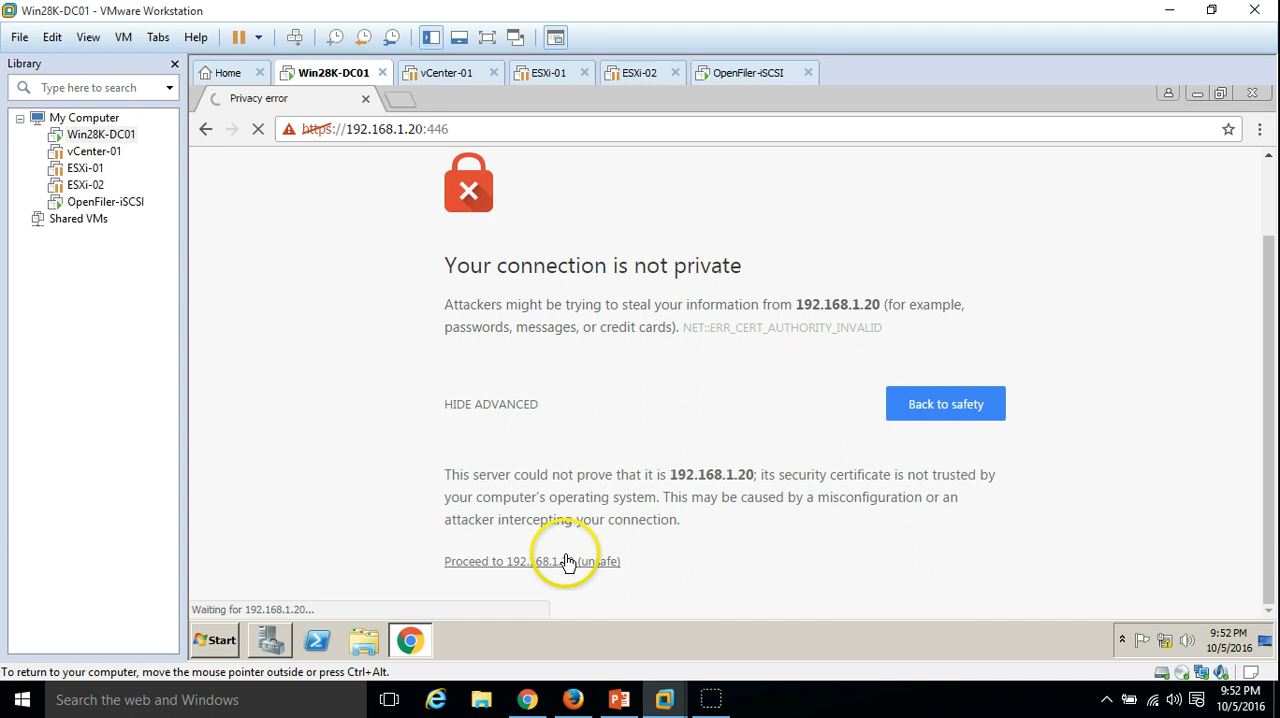 Win28K-DC01 - VMware Workstation
File Edit View VM Tabs Help
Library
Type here to search
My Computer
Win28K-DC01
vCenter-01
ESXi-01
ESXi-02
OpenFiler-iSCSI
Shared VMs
Home Win28K-DC01 vCenter-01 ESXi-01 ESXi-02 OpenFiler-iSCSI
Privacy error
https://192.168.1.20:446
Your connection is not private
Attackers might be trying to steal your information from 192.168.1.20 (for example,
passwords, messages, or credit cards). NET::ERR_CERT_AUTHORITY_INVALID
HIDE ADVANCED
Back to safety
This server could not prove that it is 192.168.1.20; its security certificate is not trusted by
your computer's operating system. This may be caused by a misconfiguration or an
attacker intercepting your connection.
Proceed to 192.168.1.20 (unsafe)
Waiting for 192.168.1.20...
Start
9:52 PM
10/5/2016
To return to your computer, move the mouse pointer outside or press Ctrl+Alt.
Search the web and Windows
9:52 PM
10/5/2016